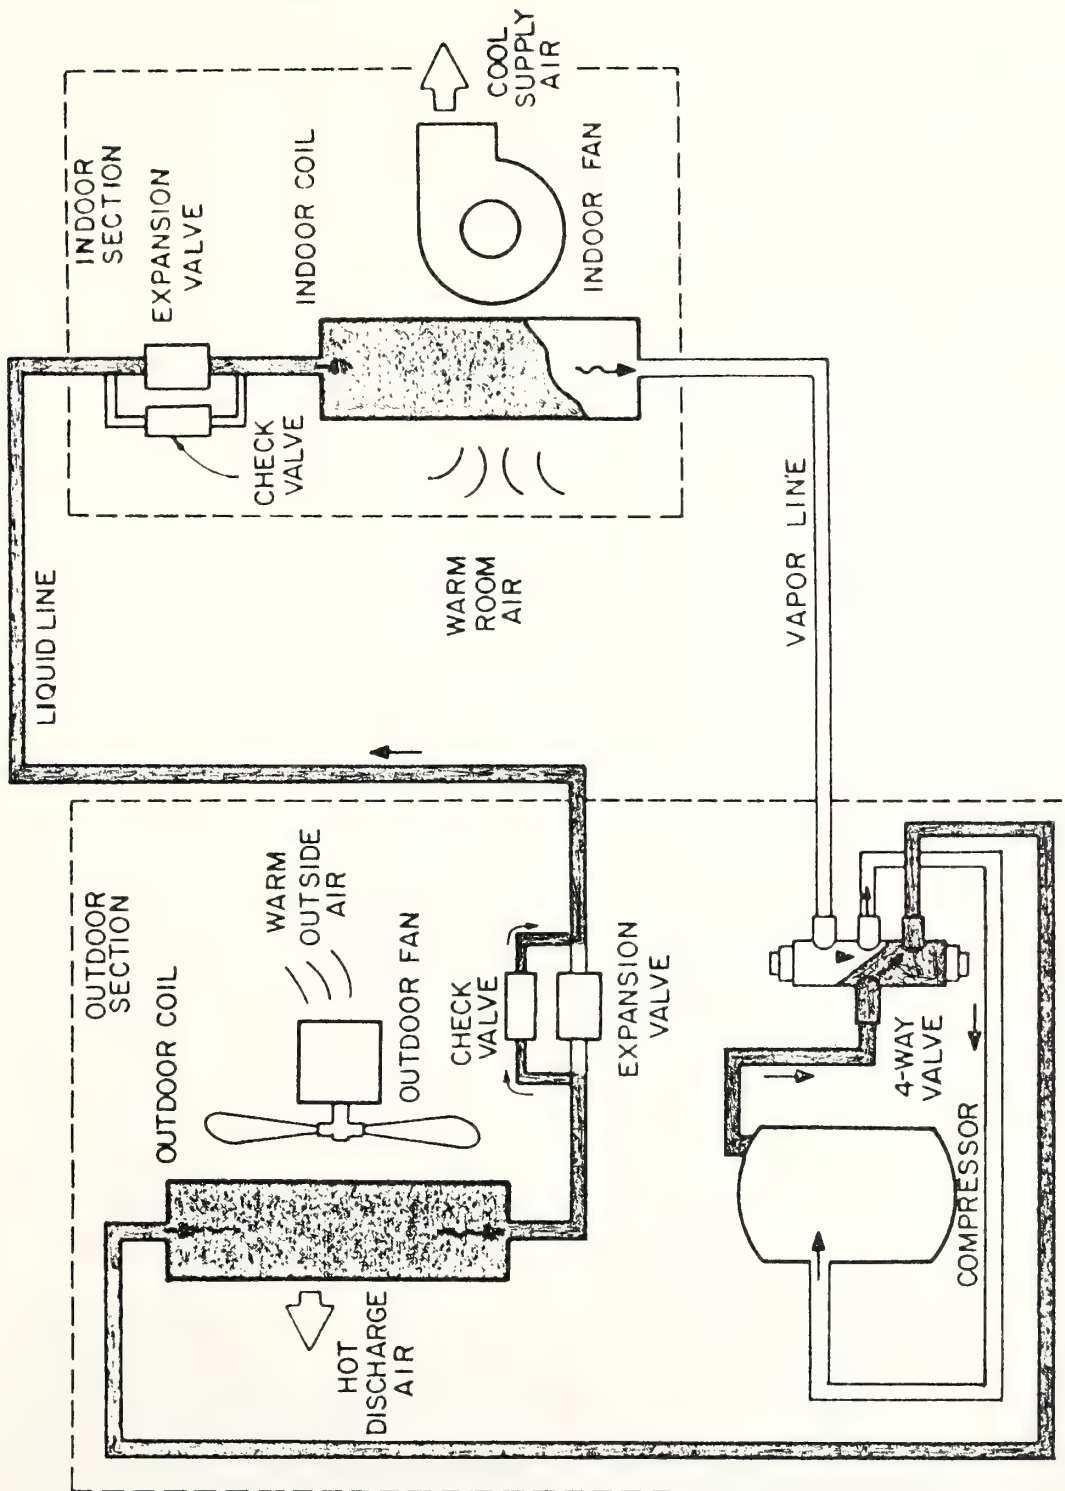 OUTDOOR
SECTION
OUTDOOR COIL
WARM
OUTSIDE
AIR
OUTDOOR FAN
HOT
DISCHARGE
AIR
CHECK
VALVE
EXPANSION
VALVE
4-WAY
VALVE
COMPRESSOR
LIQUID LINE
WARM
ROOM
AIR
VAPOR LINE
INDOOR
SECTION
EXPANSION
VALVE
CHECK
VALVE
INDOOR COIL
COOL
SUPPLY
AIR
INDOOR FAN